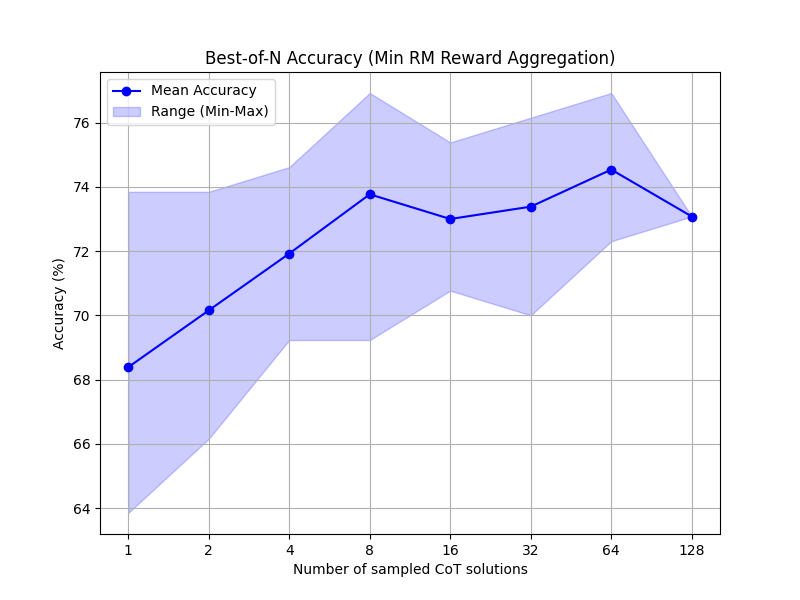 Best-of-N Accuracy (Min RM Reward Aggregation)
Mean Accuracy
Range (Min-Max)
76
74
72
70
68
66
64
Accuracy (%)
1 2 4 8 16 32 64 128
Number of sampled CoT solutions